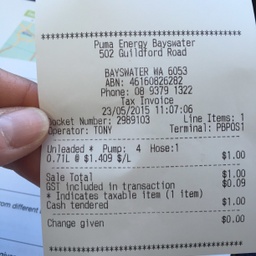 ****************************************
Puma Energy Bayswater
502 Guildford Road
BAYSWATER WA 6053
ABN: 46160826282
Phone: 08 9379 1322
Tax Invoice
23/05/2015 11:07:06
Docket Number: 2989103 Line Items: 1
Operator: TONY Terminal: PBPOS1
Unleaded * Pump: 4 Hose:1
0.71L @ $1.409 $/L $1.00
Sale Total $1.00
GST included in transaction $0.09
* Indicates taxable item (1 item)
Cash tendered $1.00
Change given $0.00
****************************************
om different